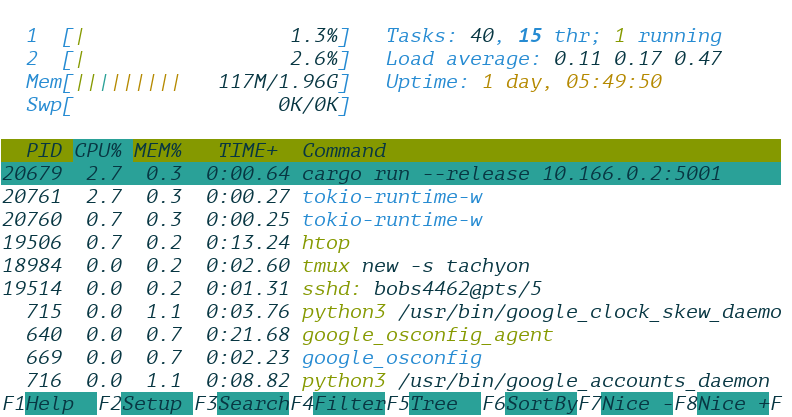 1 [| 1.3%] Tasks: 40, 15 thr; 1 running
2 [| 2.6%] Load average: 0.11 0.17 0.47
Mem[||||||||| 117M/1.96G] Uptime: 1 day, 05:49:50
Swp[ 0K/0K]
PID CPU% MEM% TIME+ Command
20679 2.7 0.3 0:00.64 cargo run --release 10.166.0.2:5001
20761 2.7 0.3 0:00.27 tokio-runtime-w
20760 0.7 0.3 0:00.25 tokio-runtime-w
19506 0.7 0.2 0:13.24 htop
18984 0.0 0.2 0:02.60 tmux new -s tachyon
19514 0.0 0.2 0:01.31 sshd: bobs4462@pts/5
715 0.0 1.1 0:03.76 python3 /usr/bin/google_clock_skew_daemo
640 0.0 0.7 0:21.68 google_osconfig_agent
669 0.0 0.7 0:02.23 google_osconfig
716 0.0 1.1 0:08.82 python3 /usr/bin/google_accounts_daemon
F1Help F2Setup F3SearchF4FilterF5Tree F6SortByF7Nice -F8Nice +F